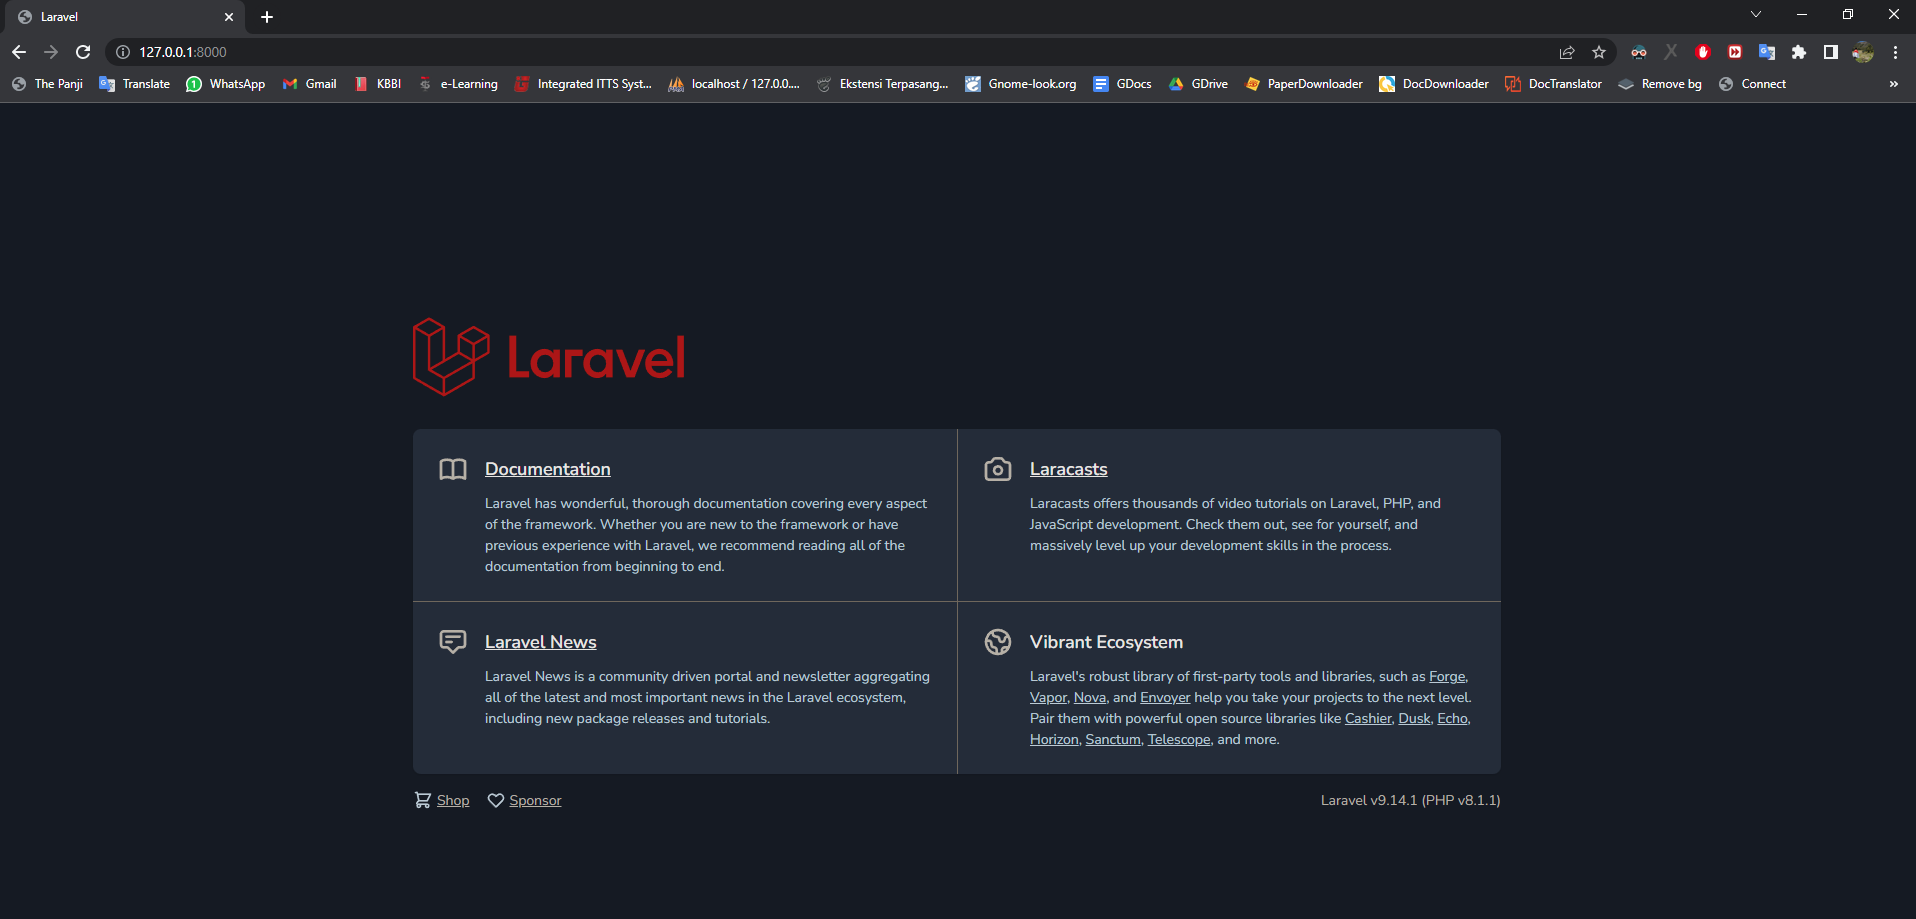 Laravel
127.0.0.1:8000
The Panji Translate WhatsApp Gmail KBBI e-Learning Integrated ITTS Syst... localhost / 127.0.0.... Ekstensi Terpasang... Gnome-look.org GDocs GDrive PaperDownloader DocDownloader DocTranslator Remove bg Connect »
Laravel
Documentation
Laravel has wonderful, thorough documentation covering every aspect
of the framework. Whether you are new to the framework or have
previous experience with Laravel, we recommend reading all of the
documentation from beginning to end.
Laracasts
Laracasts offers thousands of video tutorials on Laravel, PHP, and
JavaScript development. Check them out, see for yourself, and
massively level up your development skills in the process.
Laravel News
Laravel News is a community driven portal and newsletter aggregating
all of the latest and most important news in the Laravel ecosystem,
including new package releases and tutorials.
Vibrant Ecosystem
Laravel's robust library of first-party tools and libraries, such as Forge,
Vapor, Nova, and Envoyer help you take your projects to the next level.
Pair them with powerful open source libraries like Cashier, Dusk, Echo,
Horizon, Sanctum, Telescope, and more.
Shop Sponsor
Laravel v9.14.1 (PHP v8.1.1)